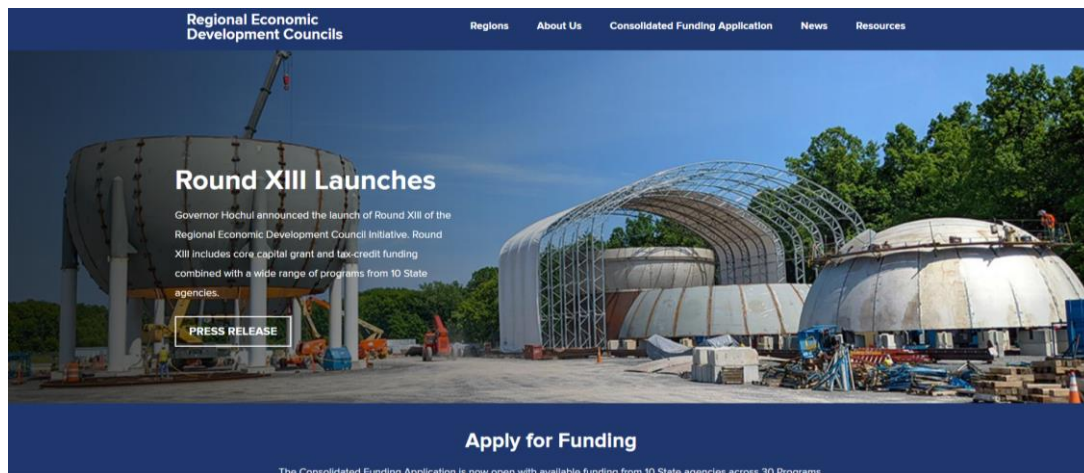 Regional Economic
Development Councils
Regions About Us Consolidated Funding Application News Resources
Round XIII Launches
Governor Hochul announced the launch of Round XIII of the
Regional Economic Development Council Initiative. Round
XIII includes core capital grant and tax-credit funding
combined with a wide range of programs from 10 State
agencies.
PRESS RELEASE
Apply for Funding
The Consolidated Funding Application is now open with available funding from 10 State agencies across 30 Programs